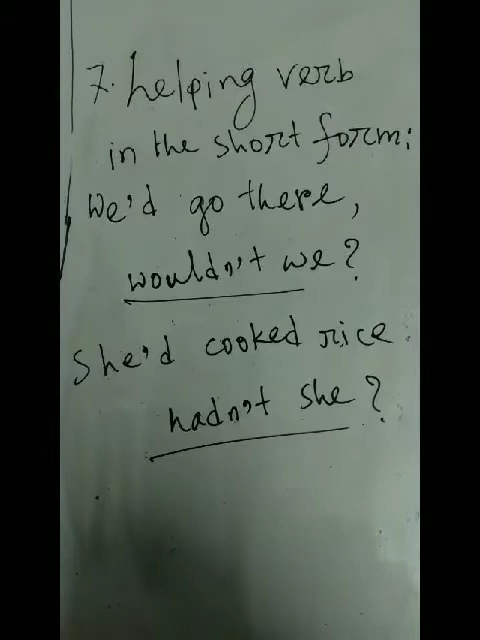 7. helping verb
in the short form:
We'd go there,
wouldn't we?
She'd cooked rice.
hadn't she?